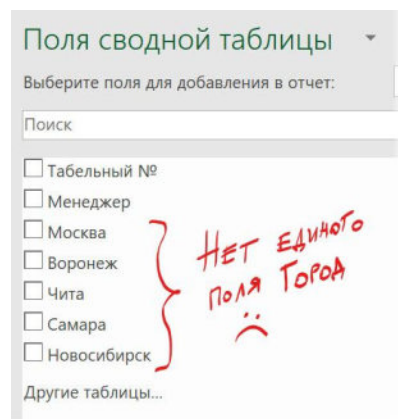 Поля сводной таблицы
Выберите поля для добавления в отчет:
Поиск
Табельный №
Менеджер
Москва
Воронеж
Чита
Самара
Новосибирск
Нет единого
поля Город
Другие таблицы...